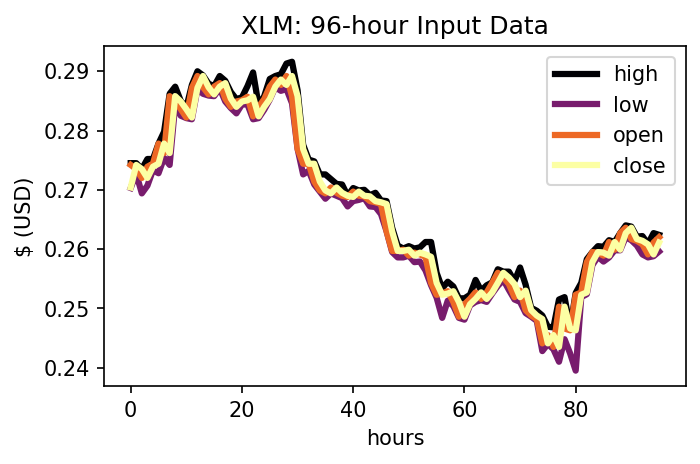 XLM: 96-hour Input Data
high
low
open
close
$ (USD)
0.29
0.28
0.27
0.26
0.25
0.24
0 20 40 60 80
hours